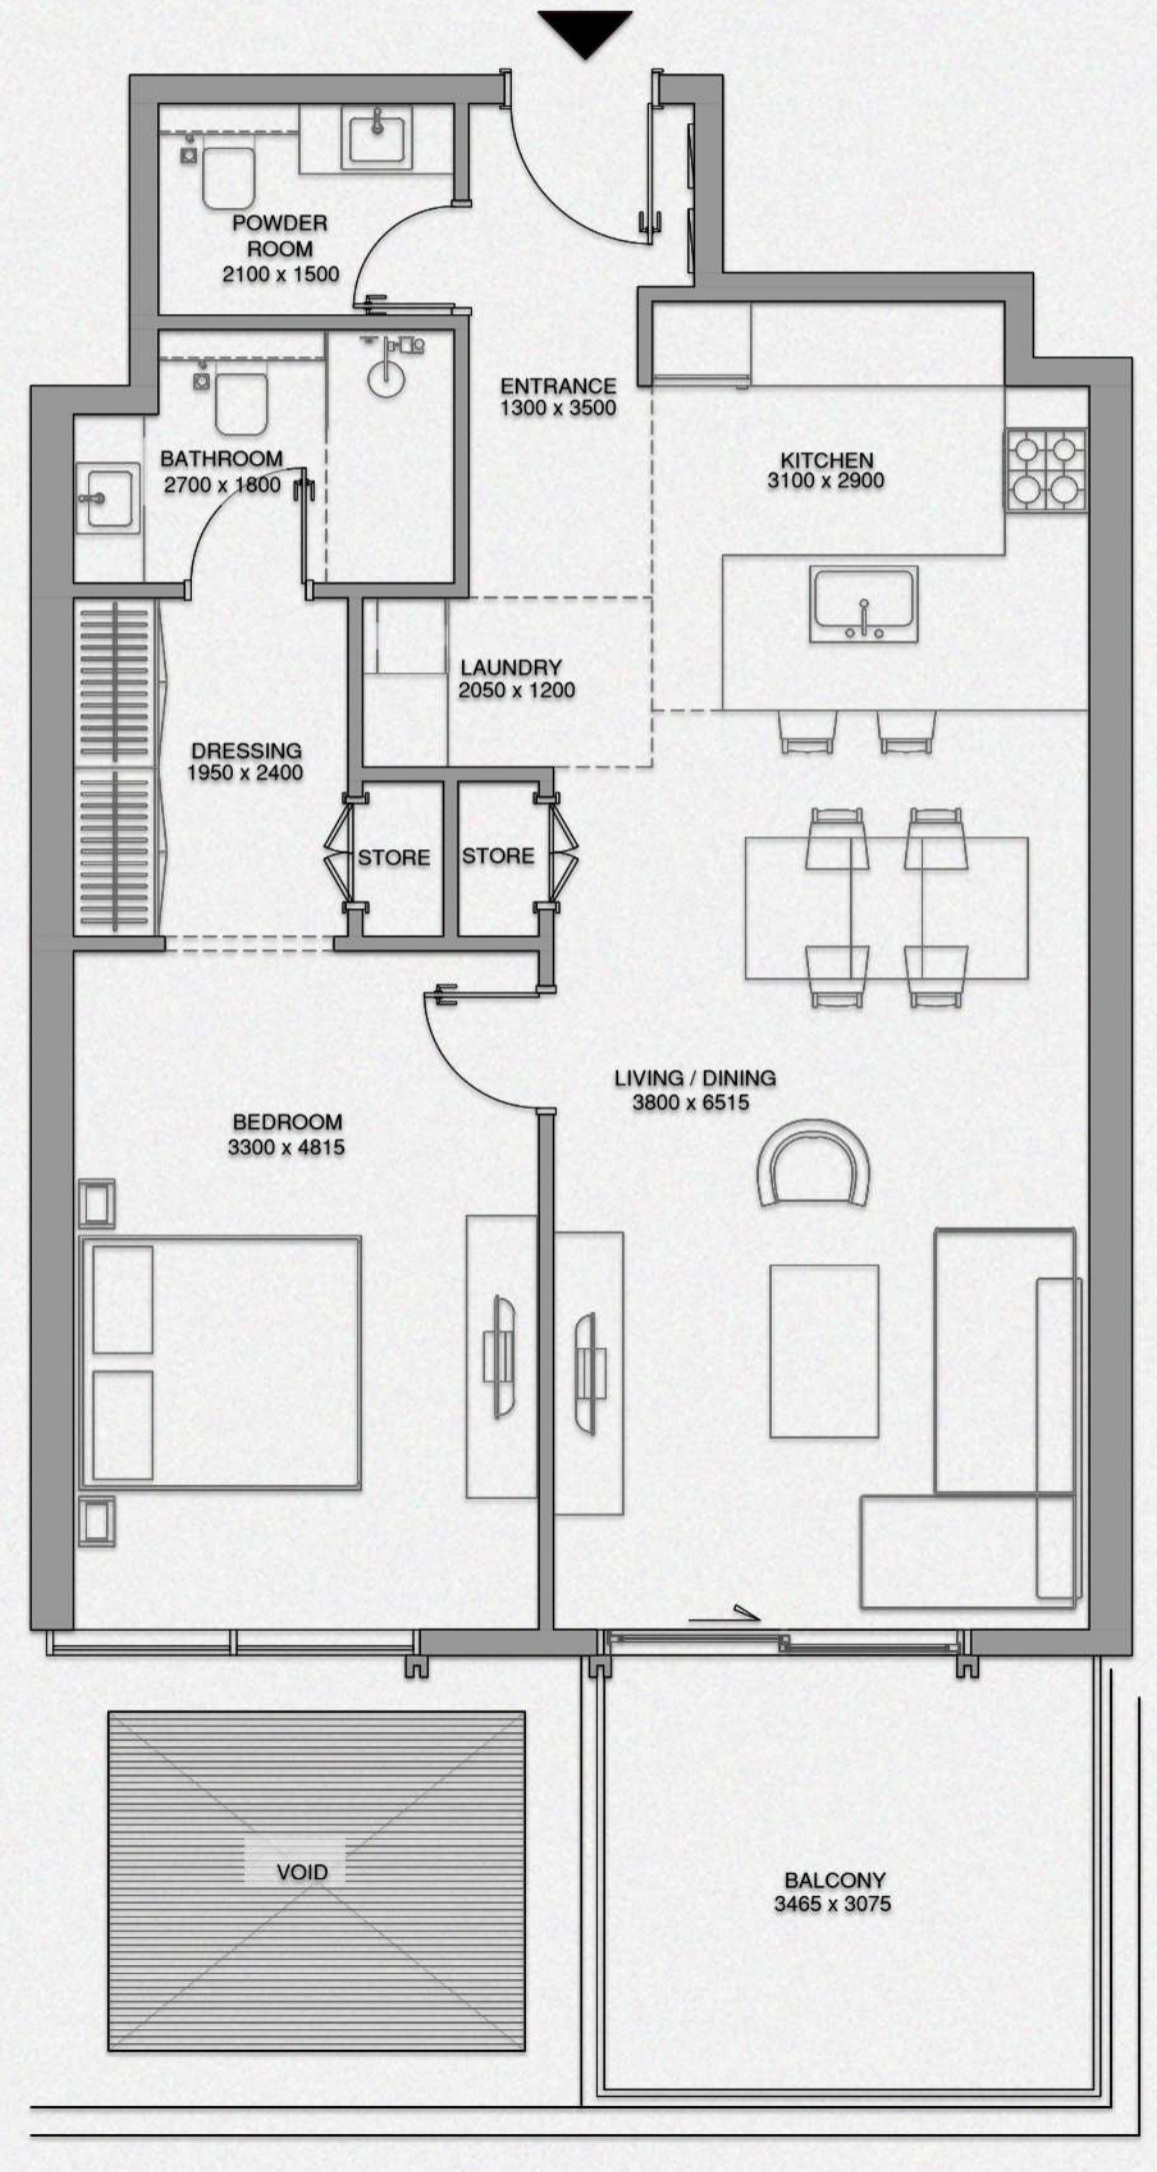 POWDER
ROOM
2100 x 1500
ENTRANCE
1300 x 3500
BATHROOM
2700 x 1800
KITCHEN
3100 x 2900
LAUNDRY
2050 x 1200
DRESSING
1950 x 2400
STORE
STORE
LIVING / DINING
3800 x 6515
BEDROOM
3300 x 4815
VOID
BALCONY
3465 x 3075